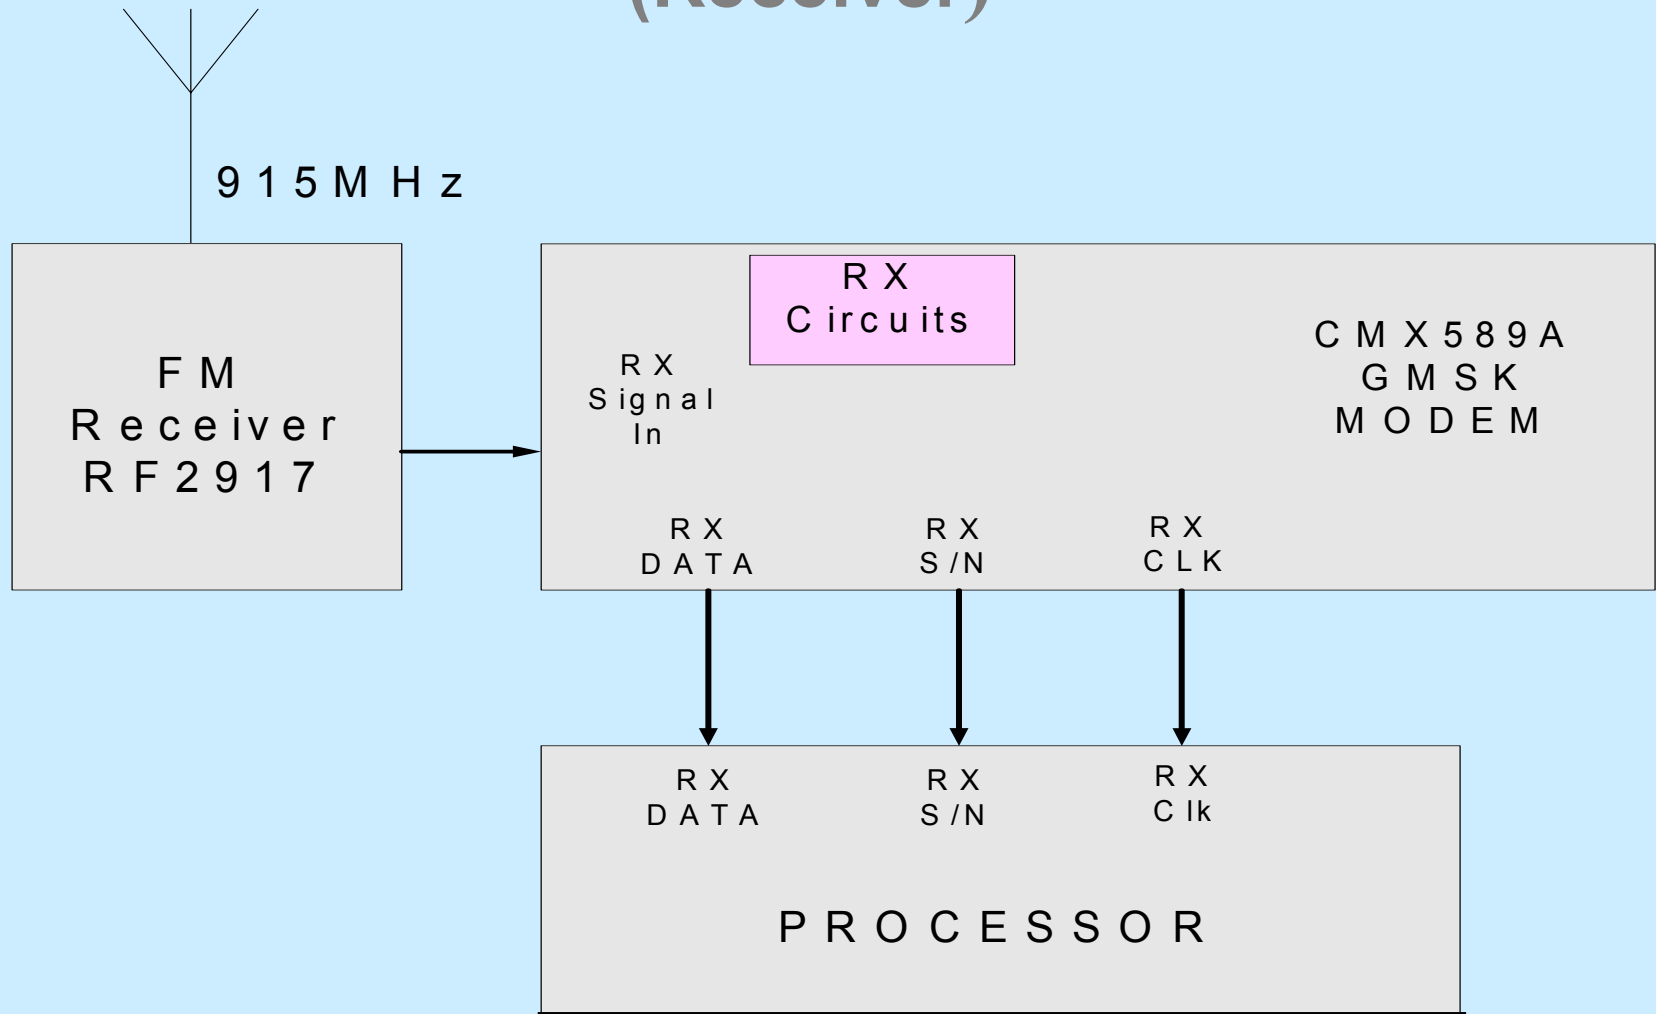 (Receiver)
915MHz
FM
Receiver
RF2917
RX
Circuits
RX
Signal
In
CMX589A
GMSK
MODEM
RX
DATA
RX
S/N
RX
CLK
RX
DATA
RX
S/N
RX
Clk
PROCESSOR